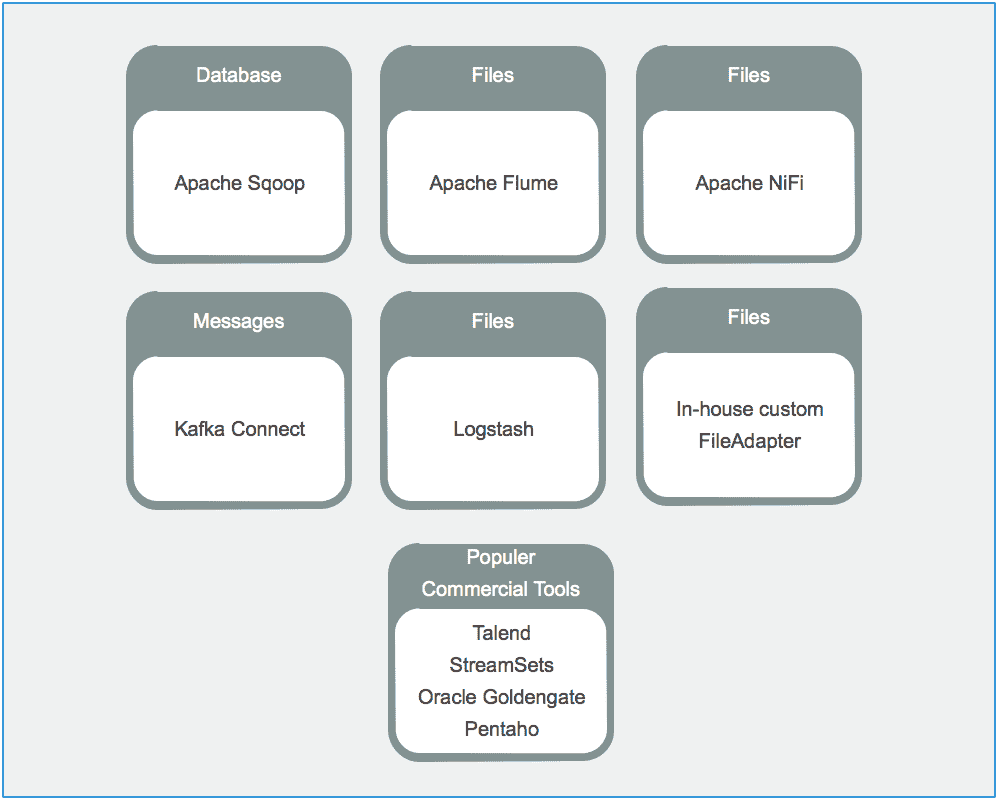 Database
Apache Sqoop
Files
Apache Flume
Files
Apache NiFi
Messages
Kafka Connect
Files
Logstash
Files
In-house custom
FileAdapter
Populer
Commercial Tools
Talend
StreamSets
Oracle Goldengate
Pentaho